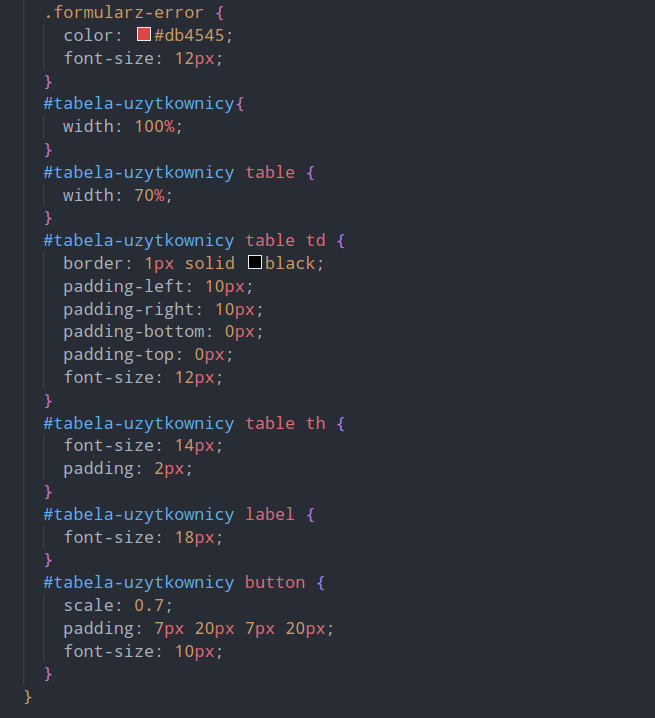 .formularz-error {
color: #db4545;
font-size: 12px;
}
#tabela-uzytkownicy{
width: 100%;
}
#tabela-uzytkownicy table {
width: 70%;
}
#tabela-uzytkownicy table td {
border: 1px solid black;
padding-left: 10px;
padding-right: 10px;
padding-bottom: 0px;
padding-top: 0px;
font-size: 12px;
}
#tabela-uzytkownicy table th {
font-size: 14px;
padding: 2px;
}
#tabela-uzytkownicy label {
font-size: 18px;
}
#tabela-uzytkownicy button {
scale: 0.7;
padding: 7px 20px 7px 20px;
font-size: 10px;
}
}